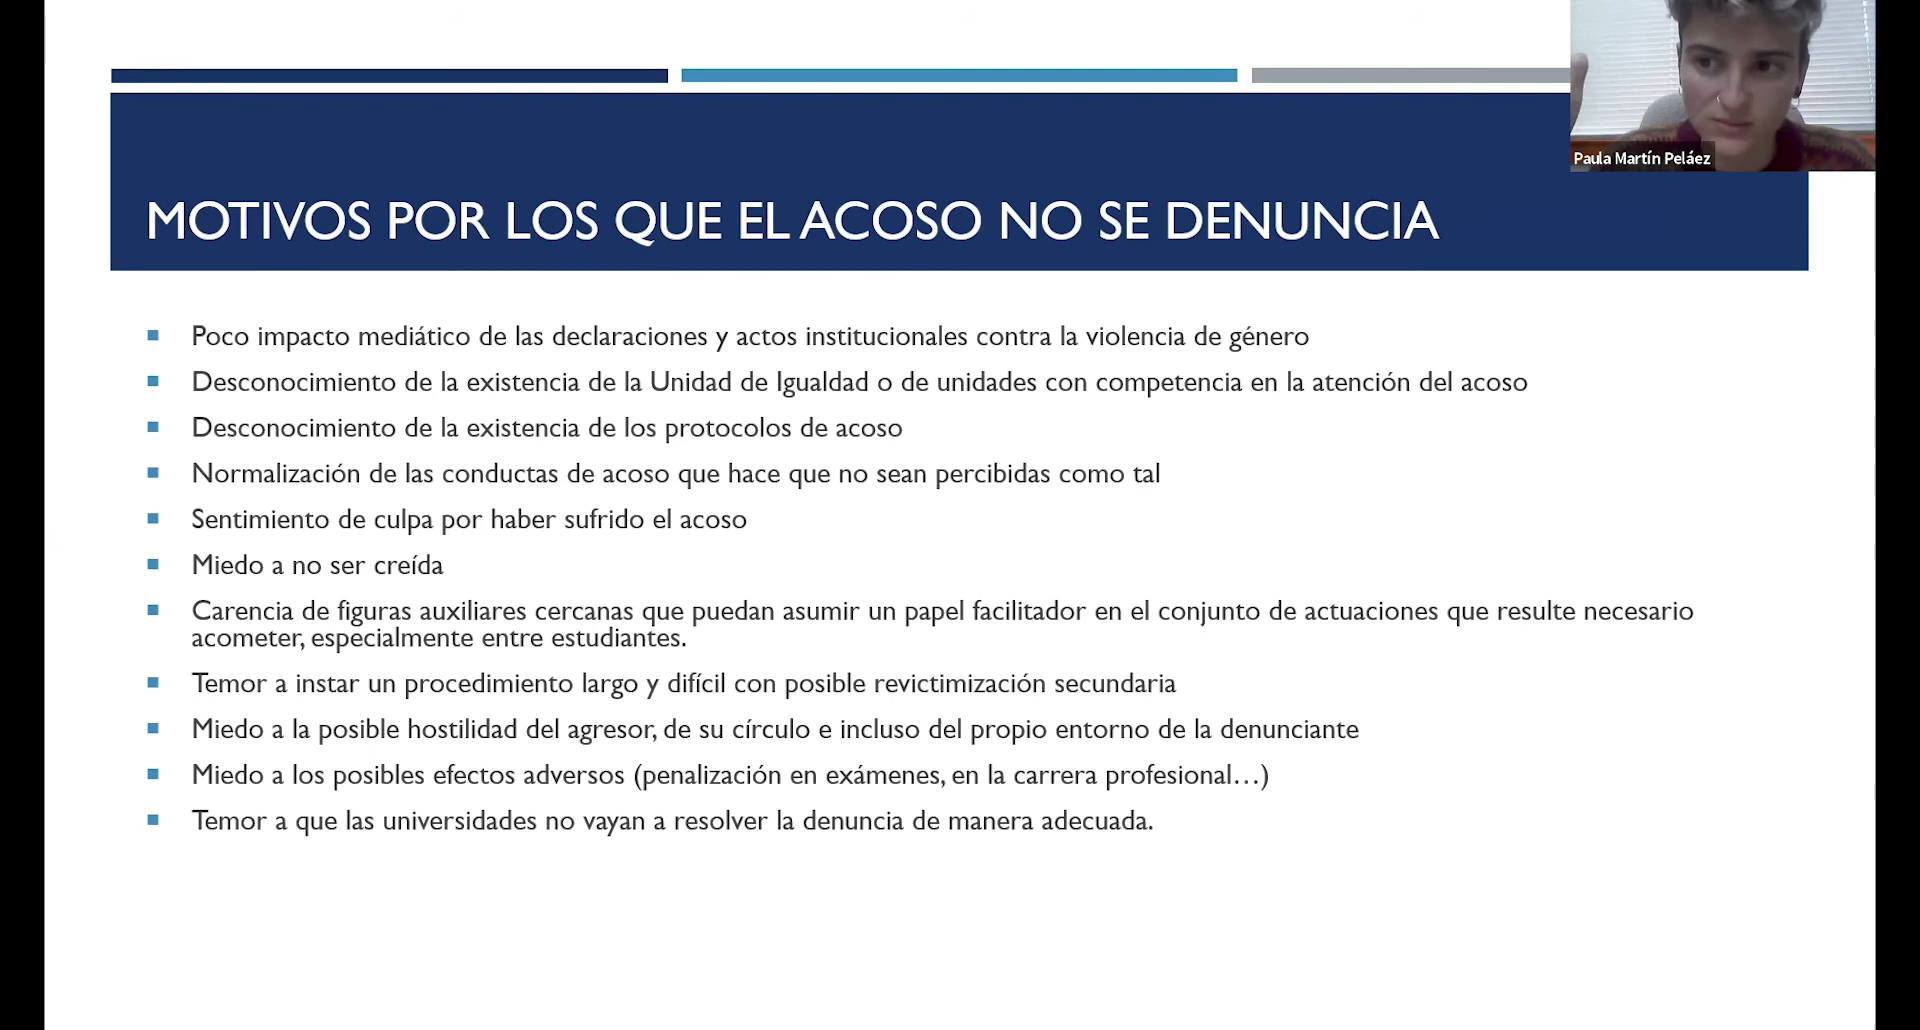 Paula Martín Peláez
MOTIVOS POR LOS QUE EL ACOSO NO SE DENUNCIA
Poco impacto mediático de las declaraciones y actos institucionales contra la violencia de género
Desconocimiento de la existencia de la Unidad de Igualdad o de unidades con competencia en la atención del acoso
Desconocimiento de la existencia de los protocolos de acoso
Normalización de las conductas de acoso que hace que no sean percibidas como tal
Sentimiento de culpa por haber sufrido el acoso
Miedo a no ser creída
Carencia de figuras auxiliares cercanas que puedan asumir un papel facilitador en el conjunto de actuaciones que resulte necesario
acometer, especialmente entre estudiantes.
Temor a instar un procedimiento largo y difícil con posible revictimización secundaria
Miedo a la posible hostilidad del agresor, de su círculo e incluso del propio entorno de la denunciante
Miedo a los posibles efectos adversos (penalización en exámenes, en la carrera profesional…)
Temor a que las universidades no vayan a resolver la denuncia de manera adecuada.